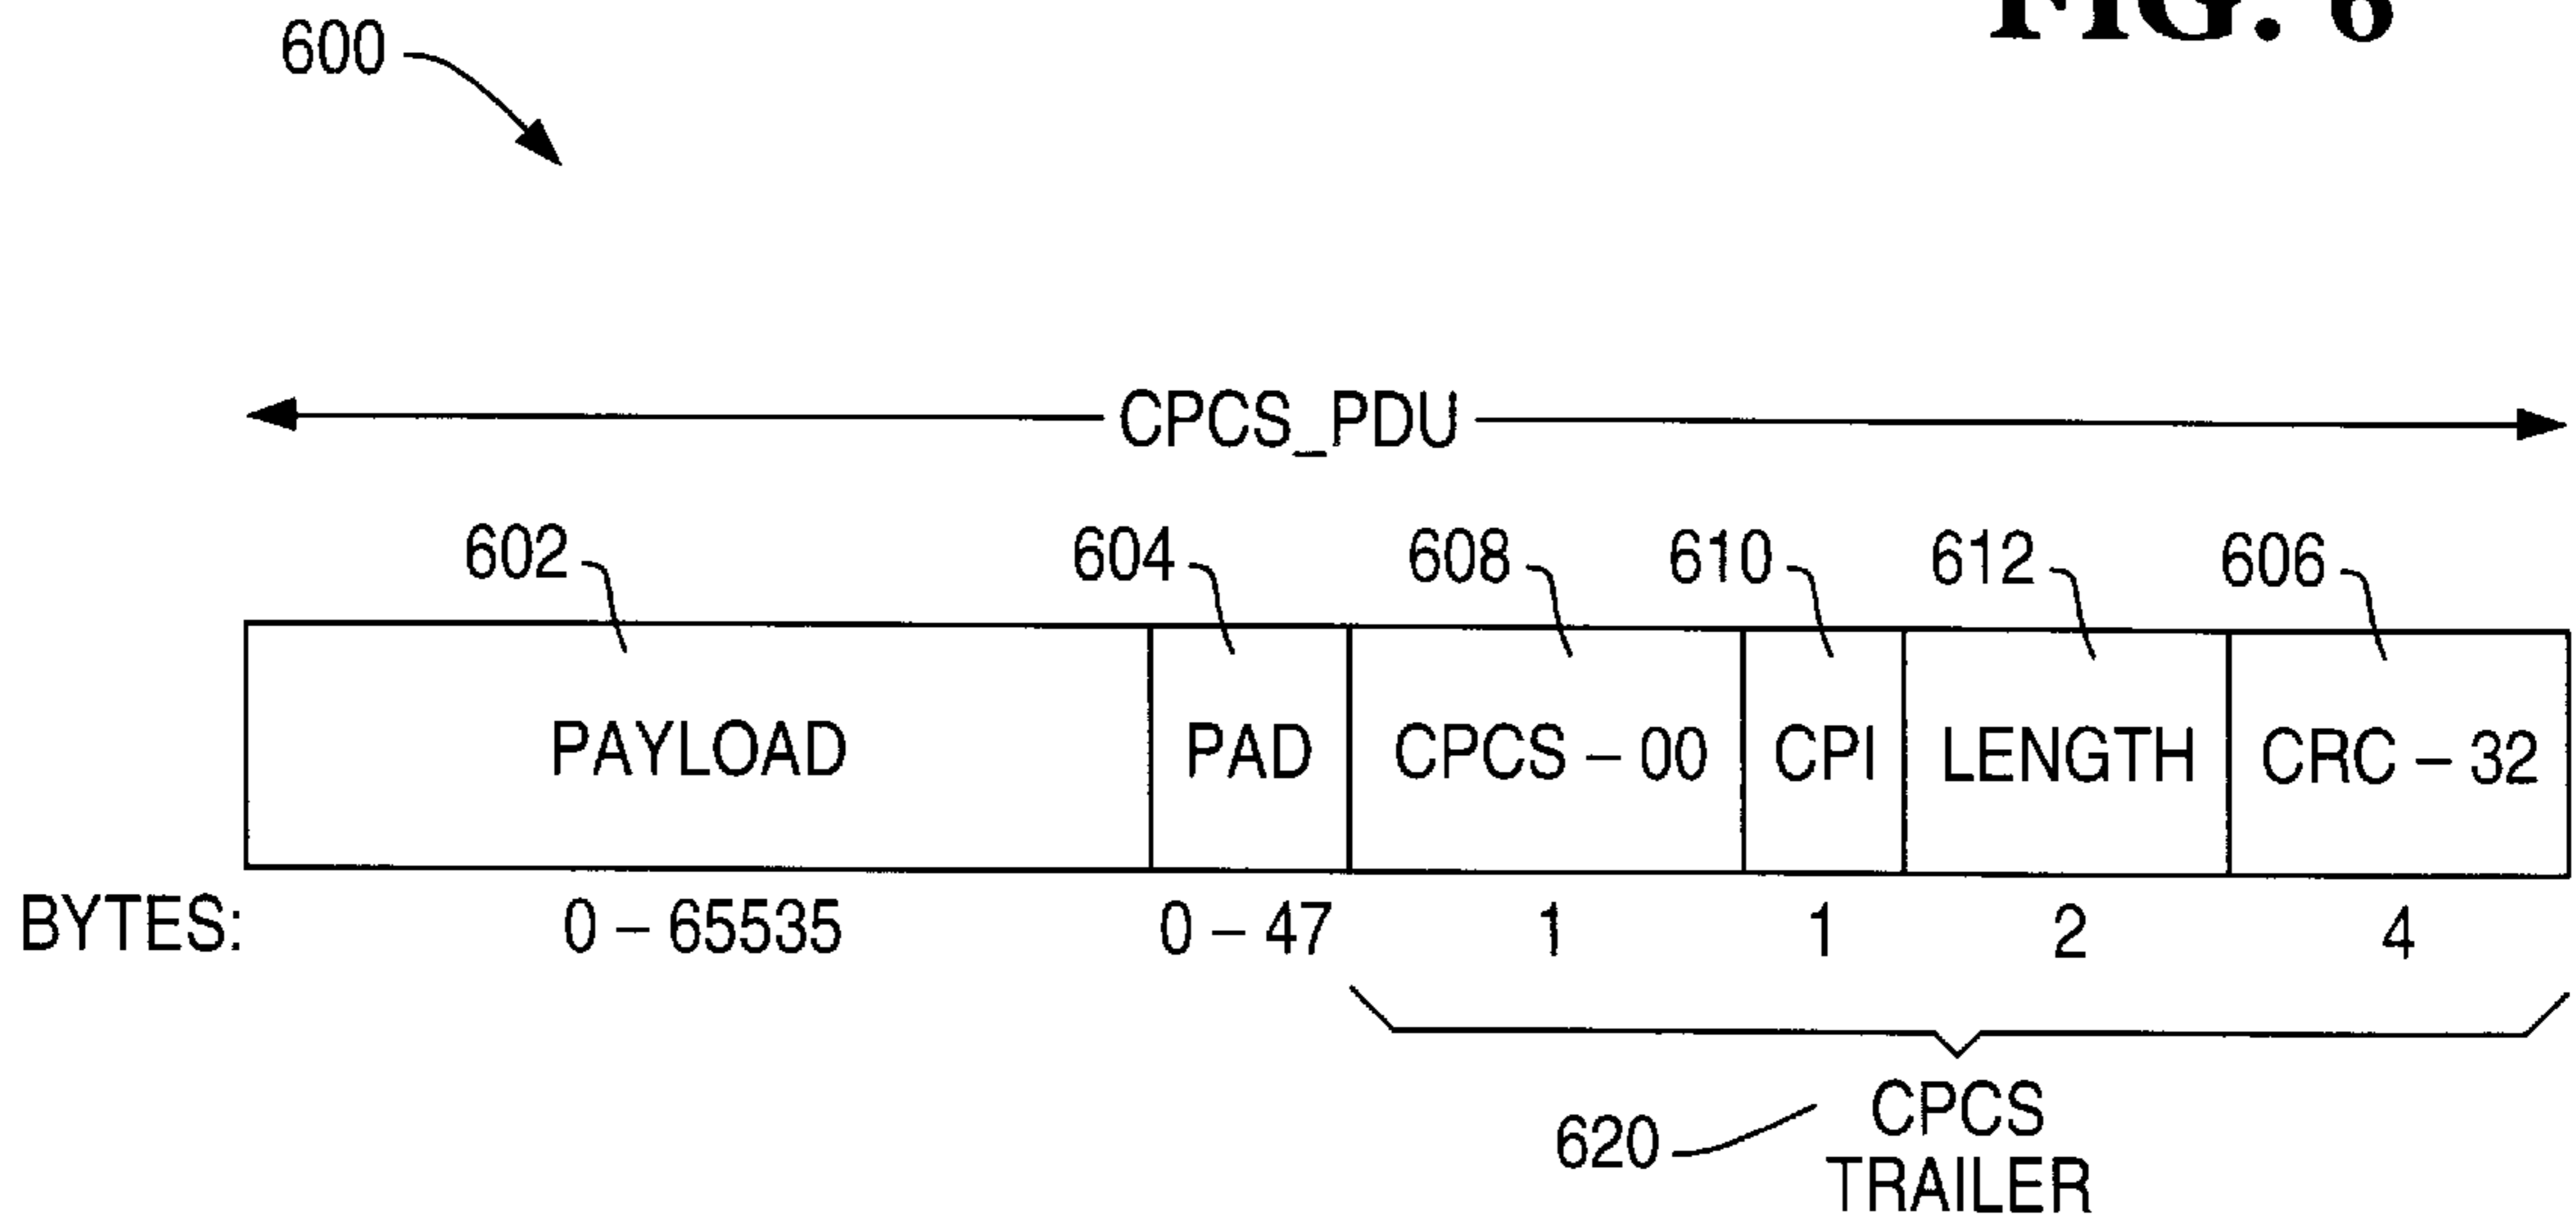 FIG. 6
600
CPCS_PDU
602 604 608 610 612 606
PAYLOAD PAD CPCS – 00 CPI LENGTH CRC – 32
BYTES: 0 – 65535 0 – 47 1 1 2 4
620 CPCS
TRAILER